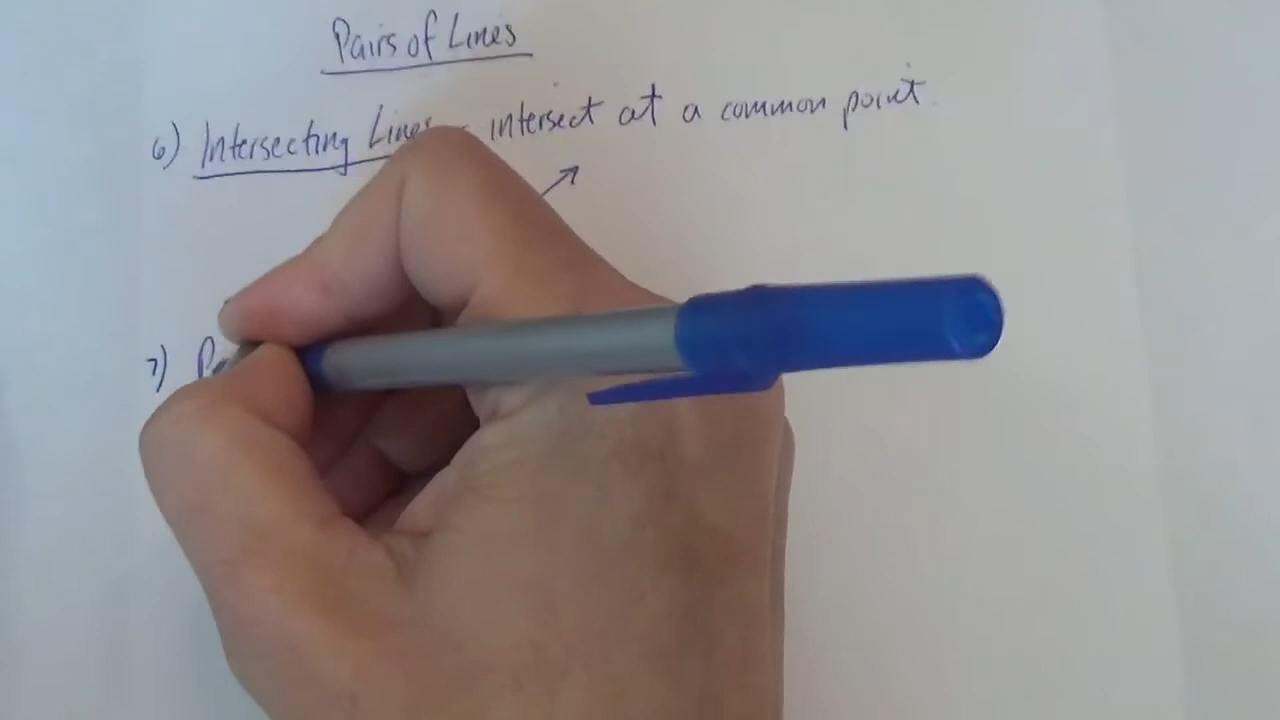 Pairs of Lines
6) Intersecting Lines - intersect at a common point.
7)